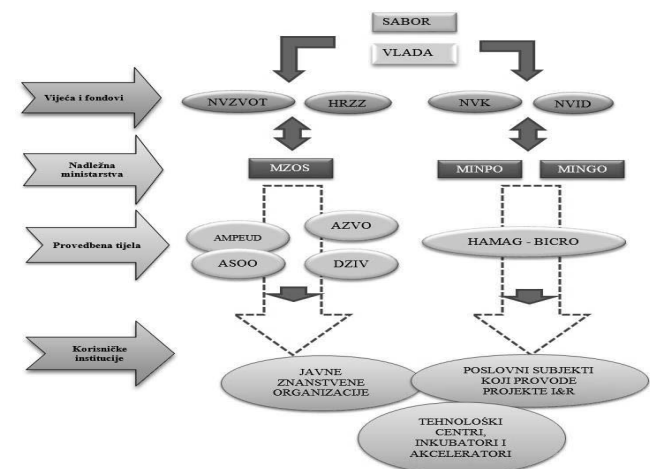 SABOR
VLADA
Vijeća i fondovi
NVZVOT
HRZZ
NVK
NVID
Nadležna
ministarstva
MZOS
MINPO
MINGO
Provedbena tijela
AMPEUD
AZVO
ASOO
DZIV
HAMAG - BICRO
Korisničke
institucije
JAVNE
ZNANSTVENE
ORGANIZACIJE
POSLOVNI SUBJEKTI
KOJI PROVODE
PROJEKTE I&R
TEHNOLOŠKI
CENTRI,
INKUBATORI I
AKCELERATORI